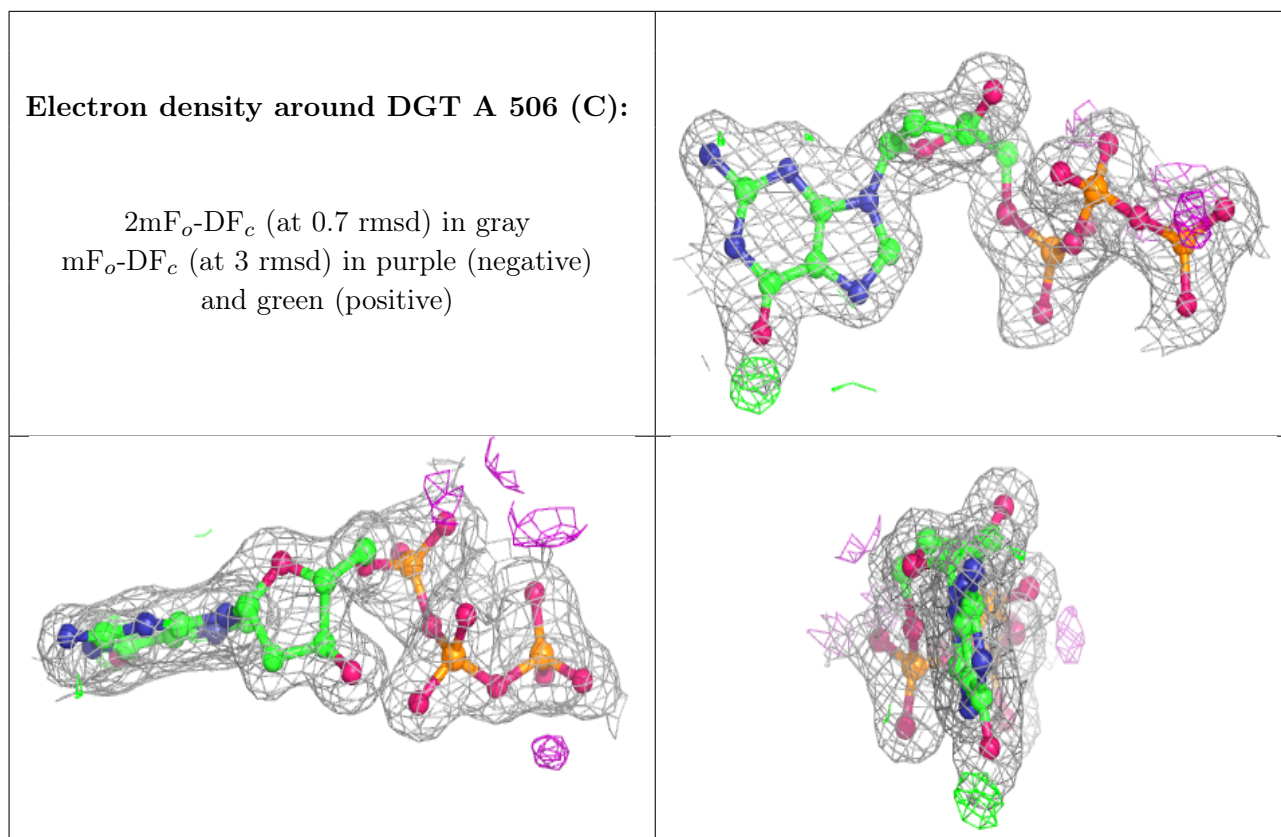 Electron density around DGT A 506 (C):
2mFo-DFc (at 0.7 rmsd) in gray
mFo-DFc (at 3 rmsd) in purple (negative)
and green (positive)